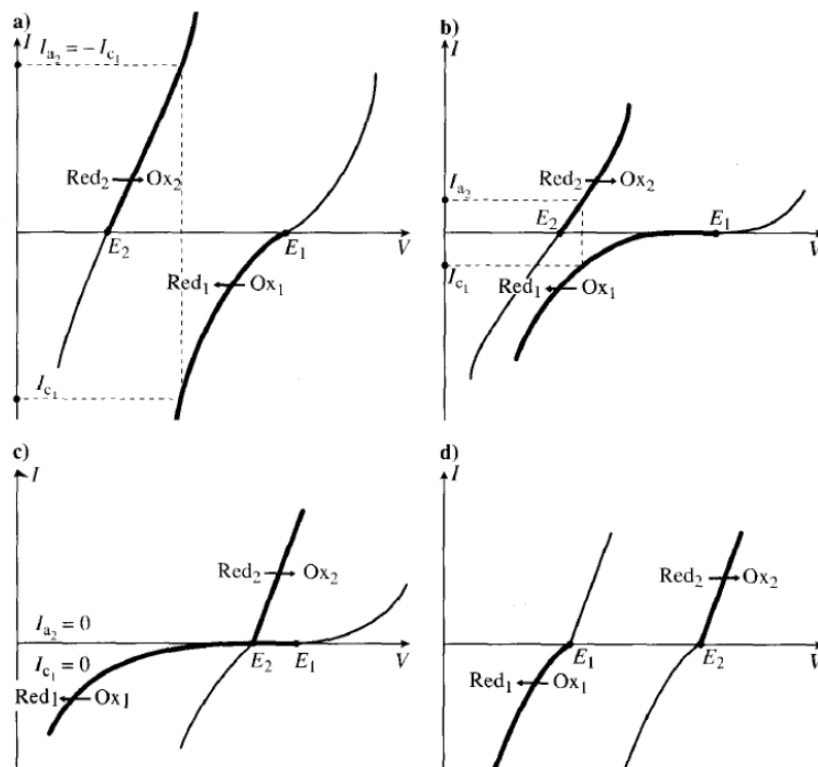 a)
I I_{a_2} = −I_{c_1}
Red_2 → Ox_2
E_2
E_1
V
Red_1 ← Ox_1
I_{c_1}
b)
I
Red_2 → Ox_2
I_{a_2}
E_2
E_1
V
I_{c_1}
Red_1 ← Ox_1
c)
I
Red_2 → Ox_2
I_{a_2} = 0
I_{c_1} = 0
E_2
E_1
V
Red_1 ← Ox_1
d)
I
Red_2 → Ox_2
E_1
E_2
V
Red_1 ← Ox_1